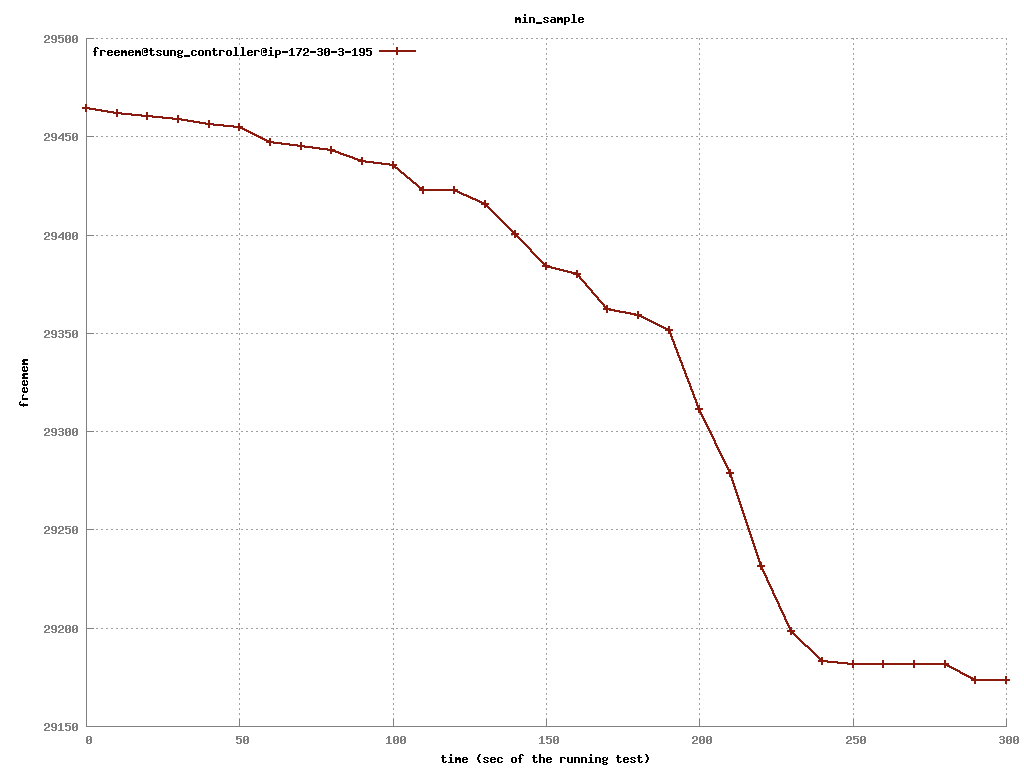 min_sample
29500
freemem@tsung_controller@ip-172-30-3-195
29450
29400
29350
freemem
29300
29250
29200
29150
0 50 100 150 200 250 300
time (sec of the running test)